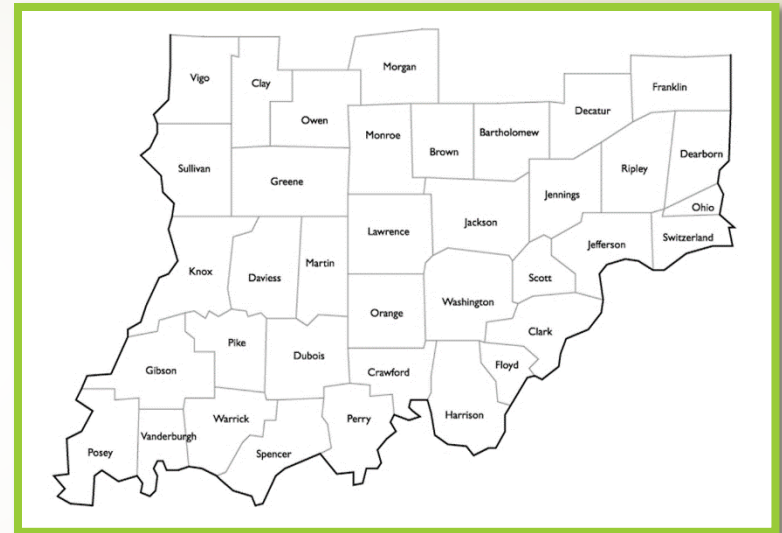 Morgan
Vigo
Clay
Franklin
Decatur
Owen
Monroe
Bartholomew
Brown
Dearborn
Sullivan
Ripley
Greene
Jennings
Ohio
Jackson
Lawrence
Switzerland
Jefferson
Martin
Knox
Daviess
Scott
Washington
Orange
Clark
Pike
Dubois
Floyd
Gibson
Crawford
Harrison
Warrick
Perry
Vanderburgh
Posey
Spencer